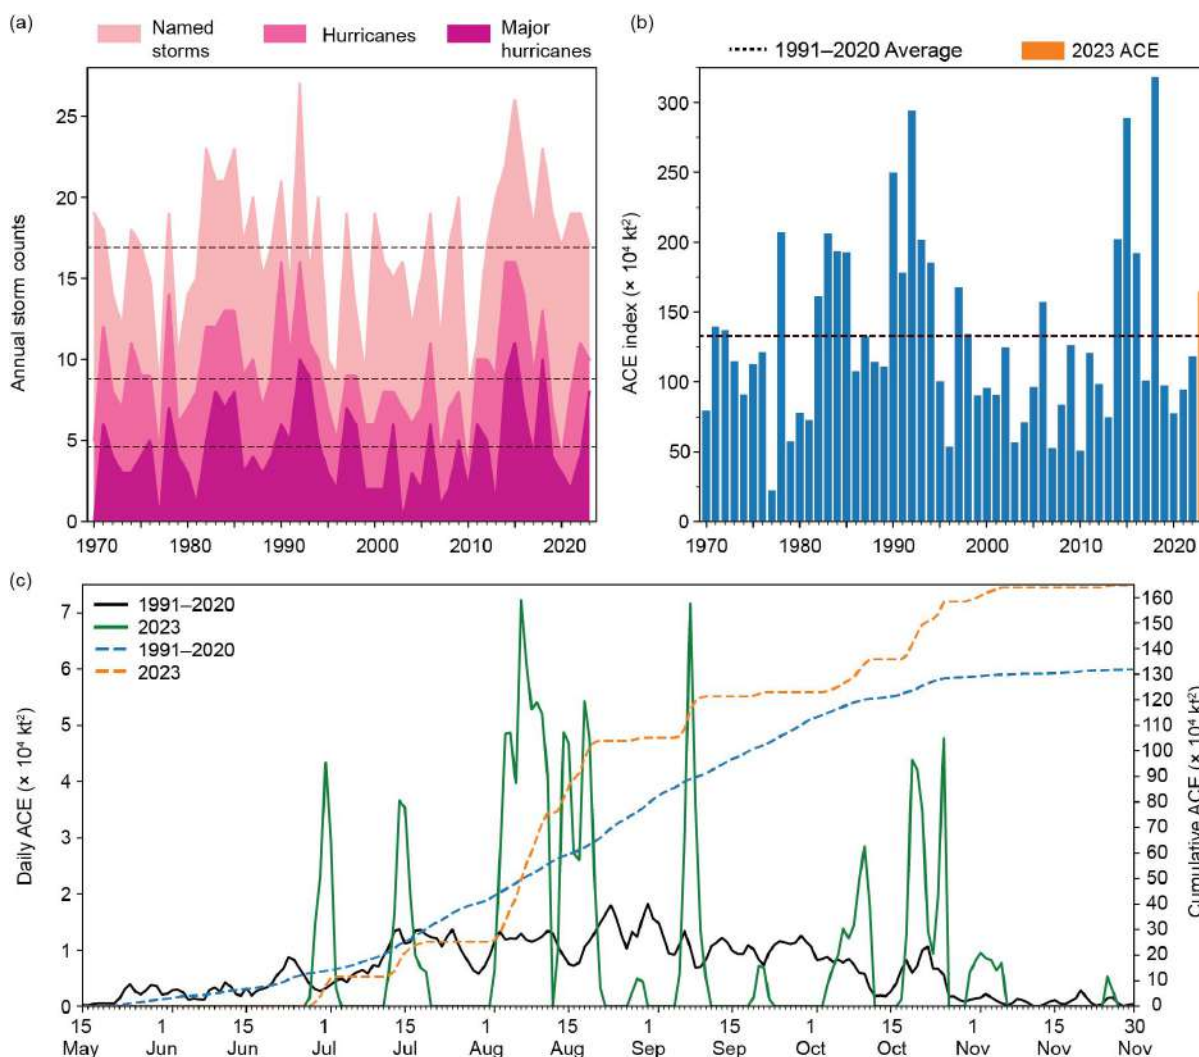 (a)
Named
storms
Hurricanes
Major
hurricanes
Annual storm counts
25
20
15
10
5
0
1970 1980 1990 2000 2010 2020
(b)
1991–2020 Average
2023 ACE
ACE index (× 10⁴ kt²)
300
250
200
150
100
50
0
1970 1980 1990 2000 2010 2020
(c)
1991–2020
2023
1991–2020
2023
Daily ACE (× 10⁴ kt²)
7
6
5
4
3
2
1
0
Cumulative ACE (× 10⁴ kt²)
160
150
140
130
120
110
100
90
80
70
60
50
40
30
20
10
0
15 1 15 1 15 1 15 1 15 1 15 1 15 30
May Jun Jun Jul Jul Aug Aug Sep Sep Oct Oct Nov Nov Nov